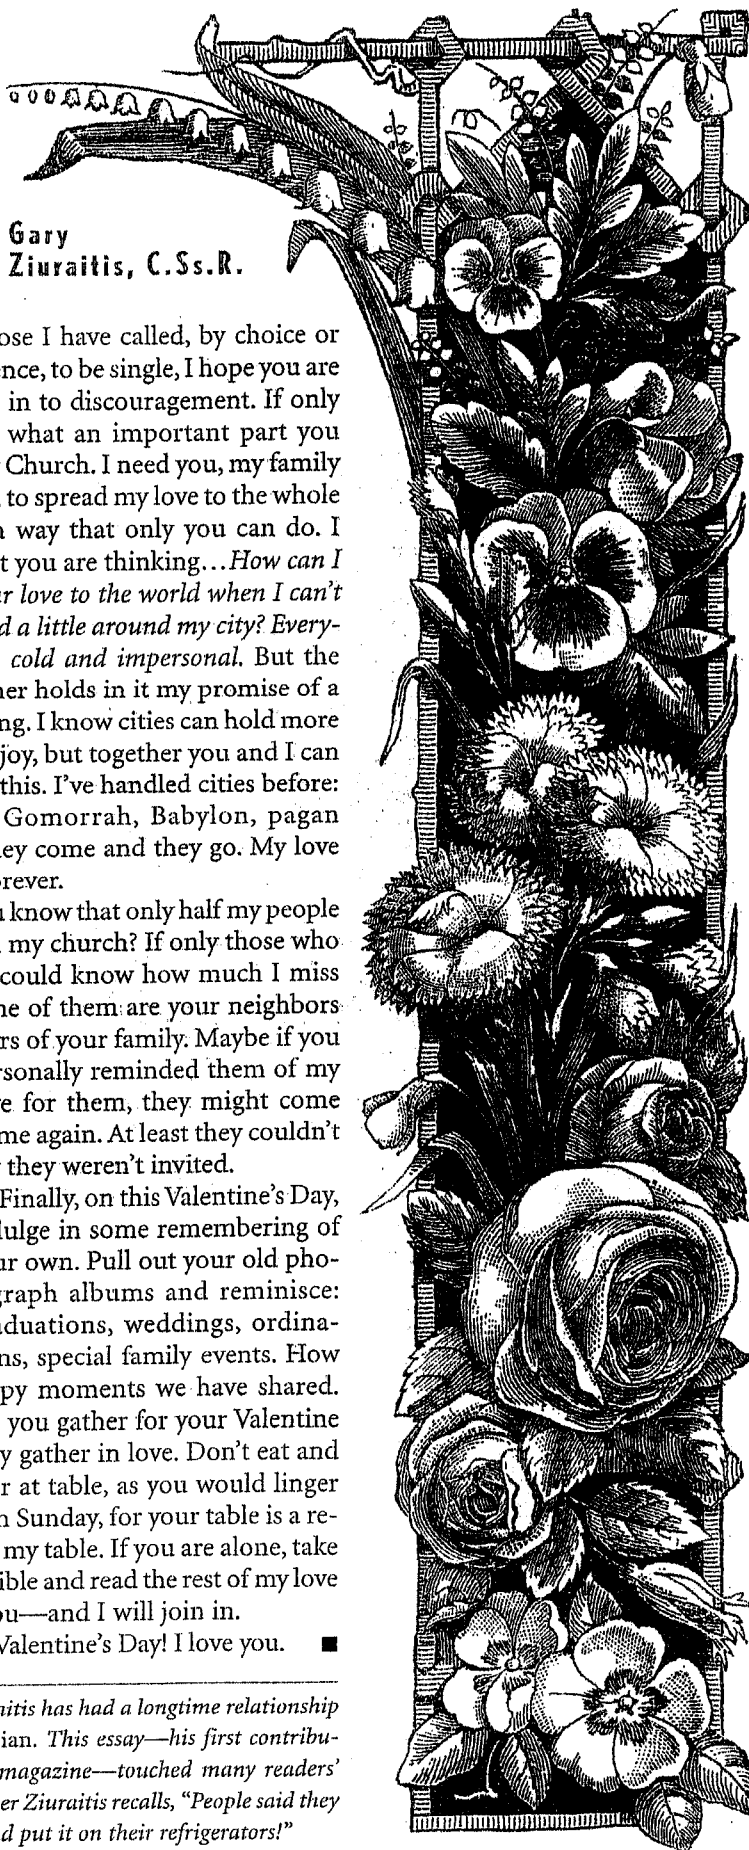 Gary
Ziuraitis, C.Ss.R.
ose I have called, by choice or
ence, to be single, I hope you are
in to discouragement. If only
what an important part you
Church. I need you, my family
to spread my love to the whole
way that only you can do. I
t you are thinking…How can I
r love to the world when I can't
d a little around my city? Every-
cold and impersonal. But the
her holds in it my promise of a
ng. I know cities can hold more
joy, but together you and I can
this. I've handled cities before:
Gomorrah, Babylon, pagan
ey come and they go. My love
rever.
know that only half my people
my church? If only those who
could know how much I miss
ne of them are your neighbors
rs of your family. Maybe if you
rsonally reminded them of my
e for them, they might come
me again. At least they couldn't
they weren't invited.
Finally, on this Valentine's Day,
dulge in some remembering of
ur own. Pull out your old pho-
graph albums and reminisce:
aduations, weddings, ordina-
ns, special family events. How
py moments we have shared.
you gather for your Valentine
y gather in love. Don't eat and
r at table, as you would linger
n Sunday, for your table is a re-
my table. If you are alone, take
ible and read the rest of my love
ou—and I will join in.
Valentine's Day! I love you. ■
aitis has had a longtime relationship
ian. This essay—his first contribu-
magazine—touched many readers'
er Ziuraitis recalls, "People said they
d put it on their refrigerators!"